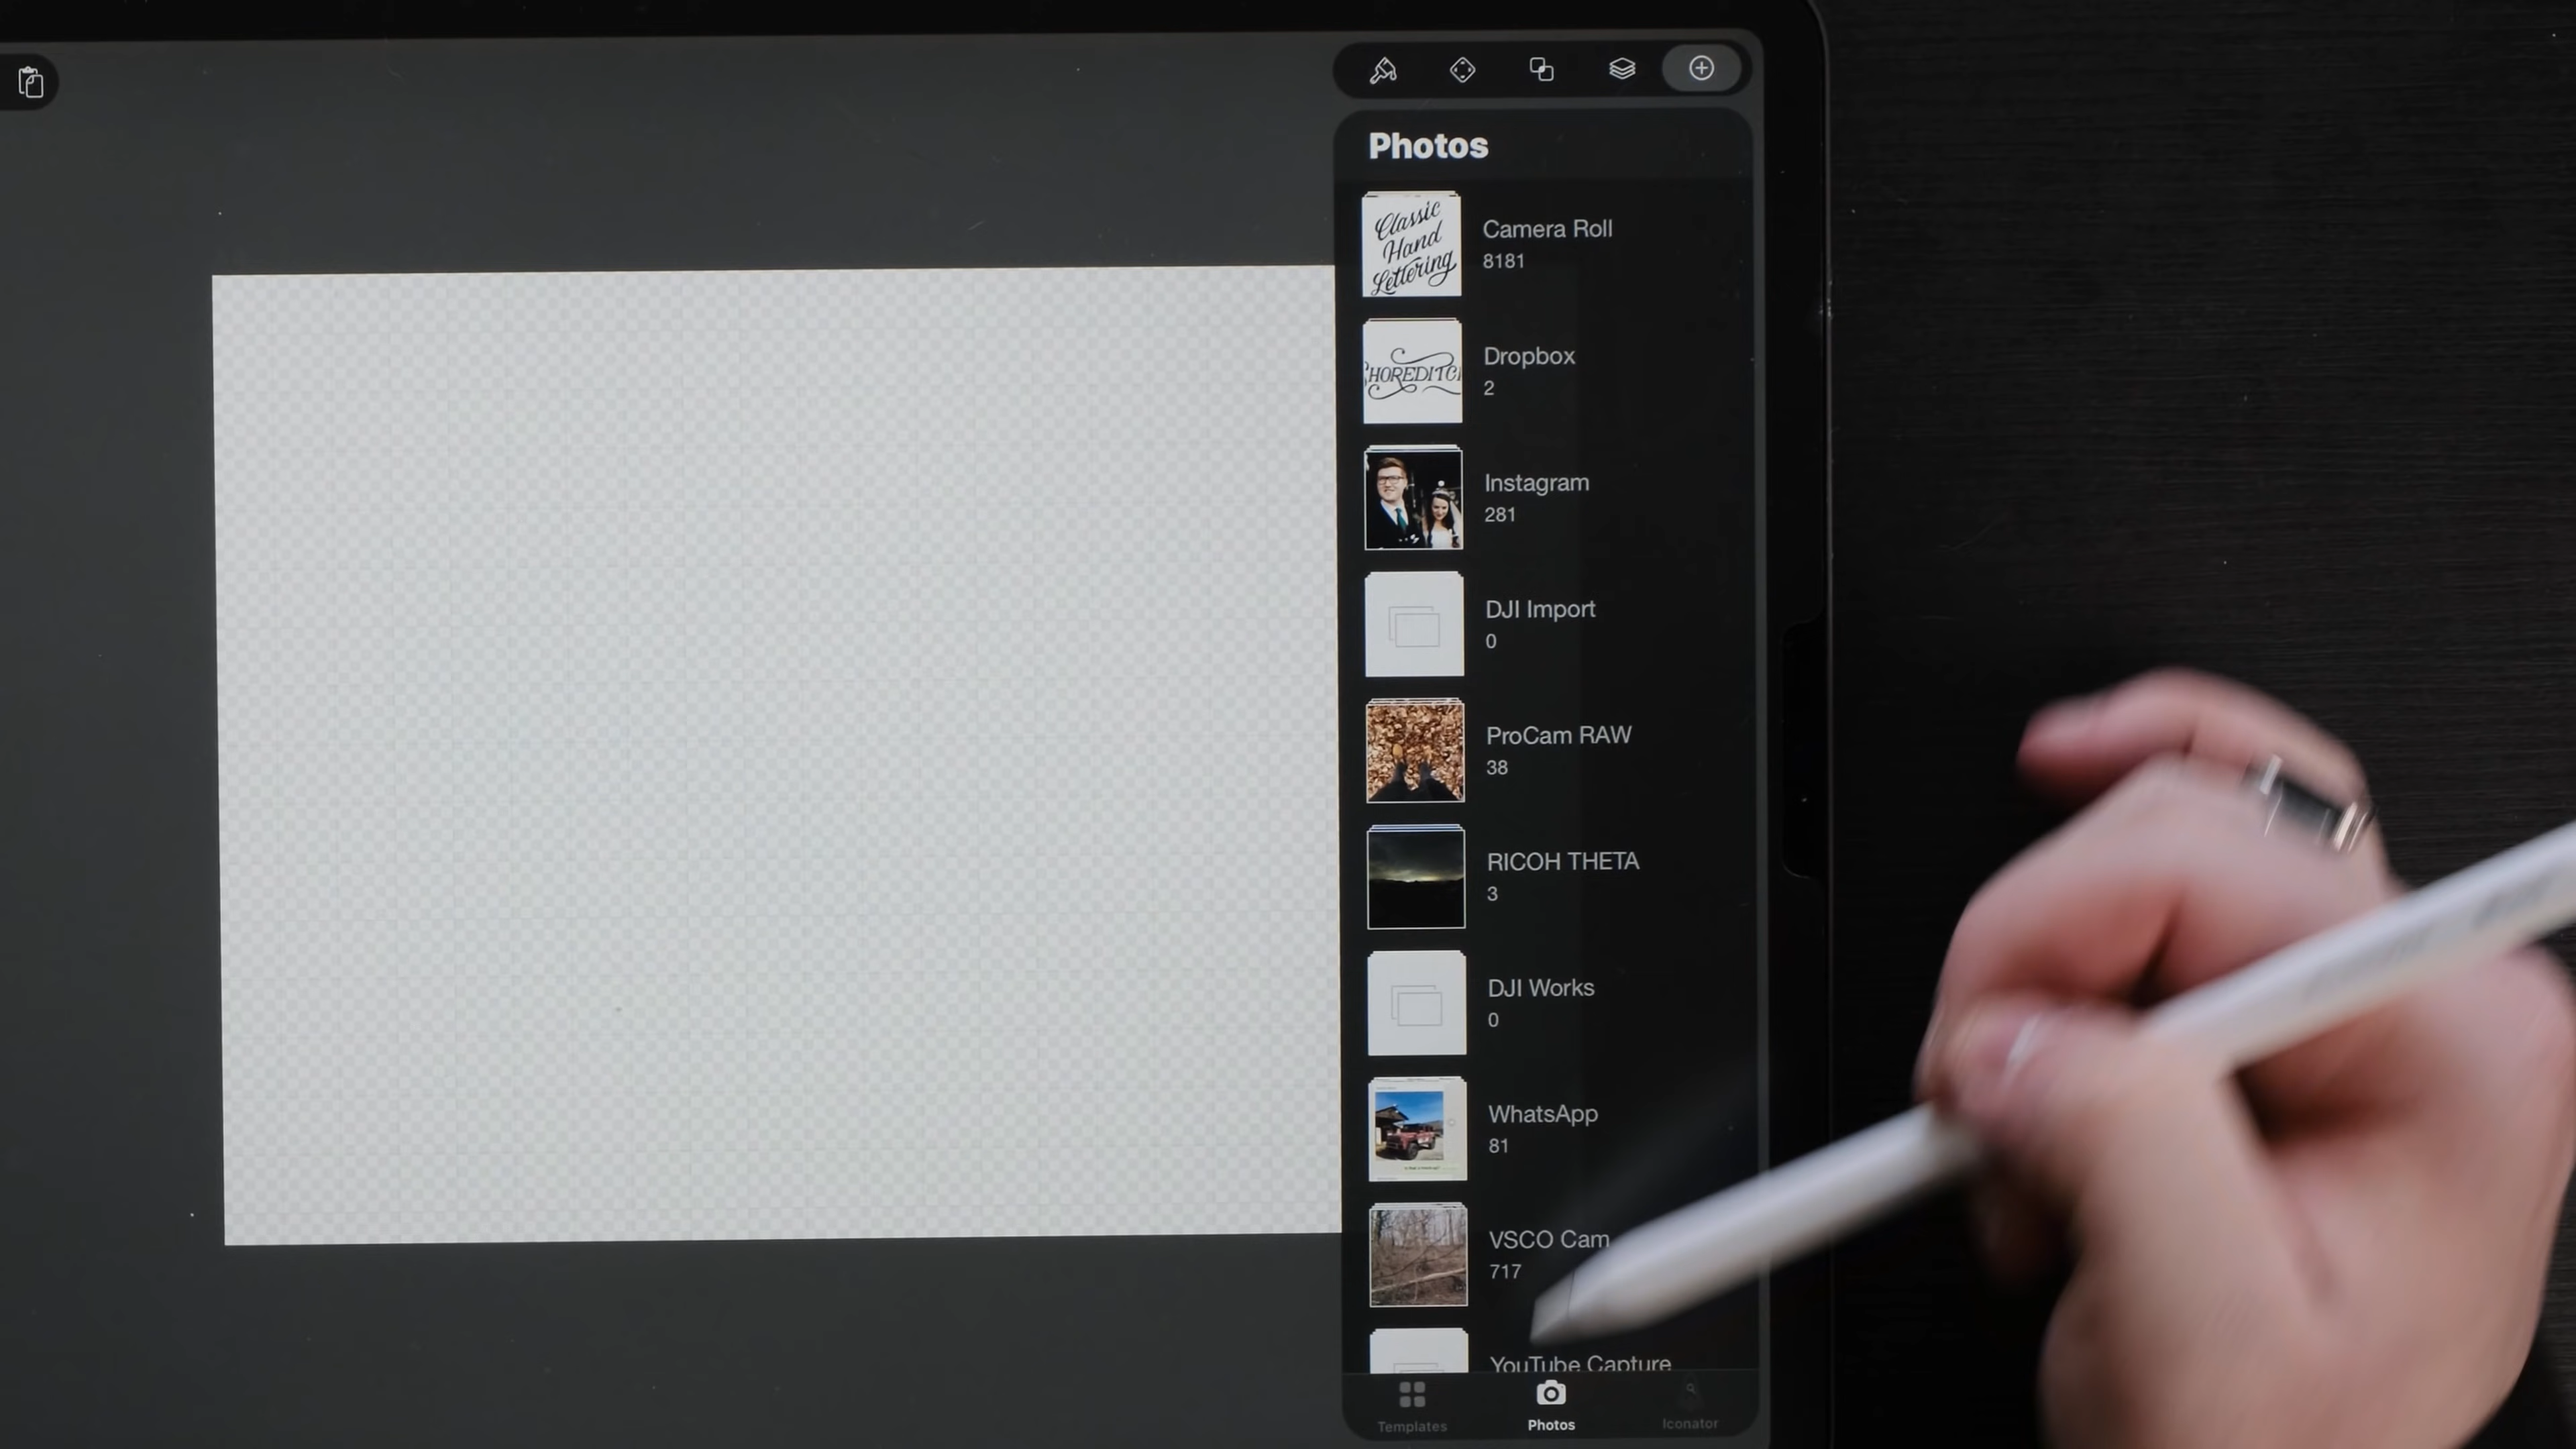 Photos
Classic
Hand
Lettering
Camera Roll
8181
HOREDITC
Dropbox
2
Instagram
281
DJI Import
0
ProCam RAW
38
RICOH THETA
3
DJI Works
0
WhatsApp
81
VSCO Cam
717
YouTube Capture
Templates
Photos
Iconator